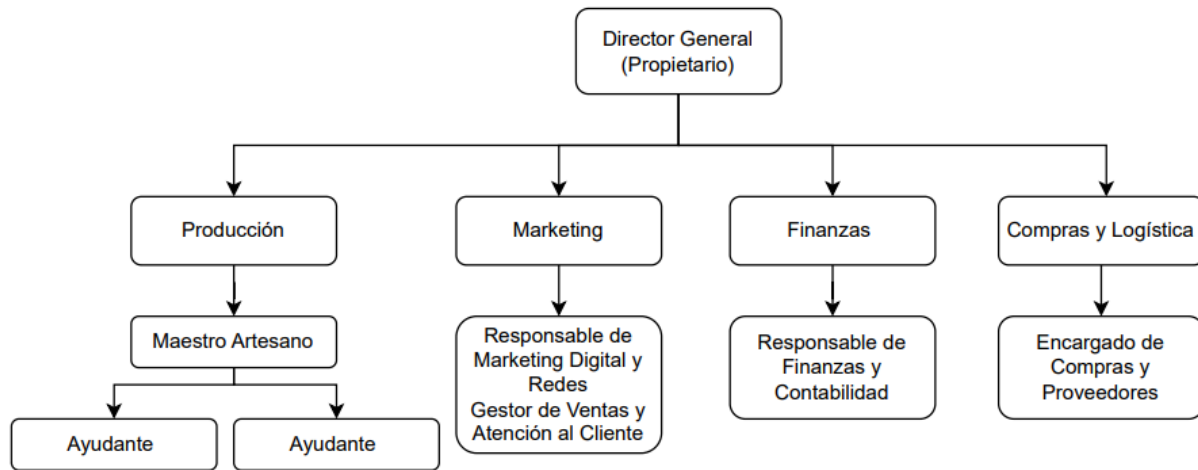 Director General
(Propietario)
Producción
Marketing
Finanzas
Compras y Logística
Maestro Artesano
Responsable de
Marketing Digital y
Redes
Gestor de Ventas y
Atención al Cliente
Responsable de
Finanzas y
Contabilidad
Encargado de
Compras y
Proveedores
Ayudante
Ayudante